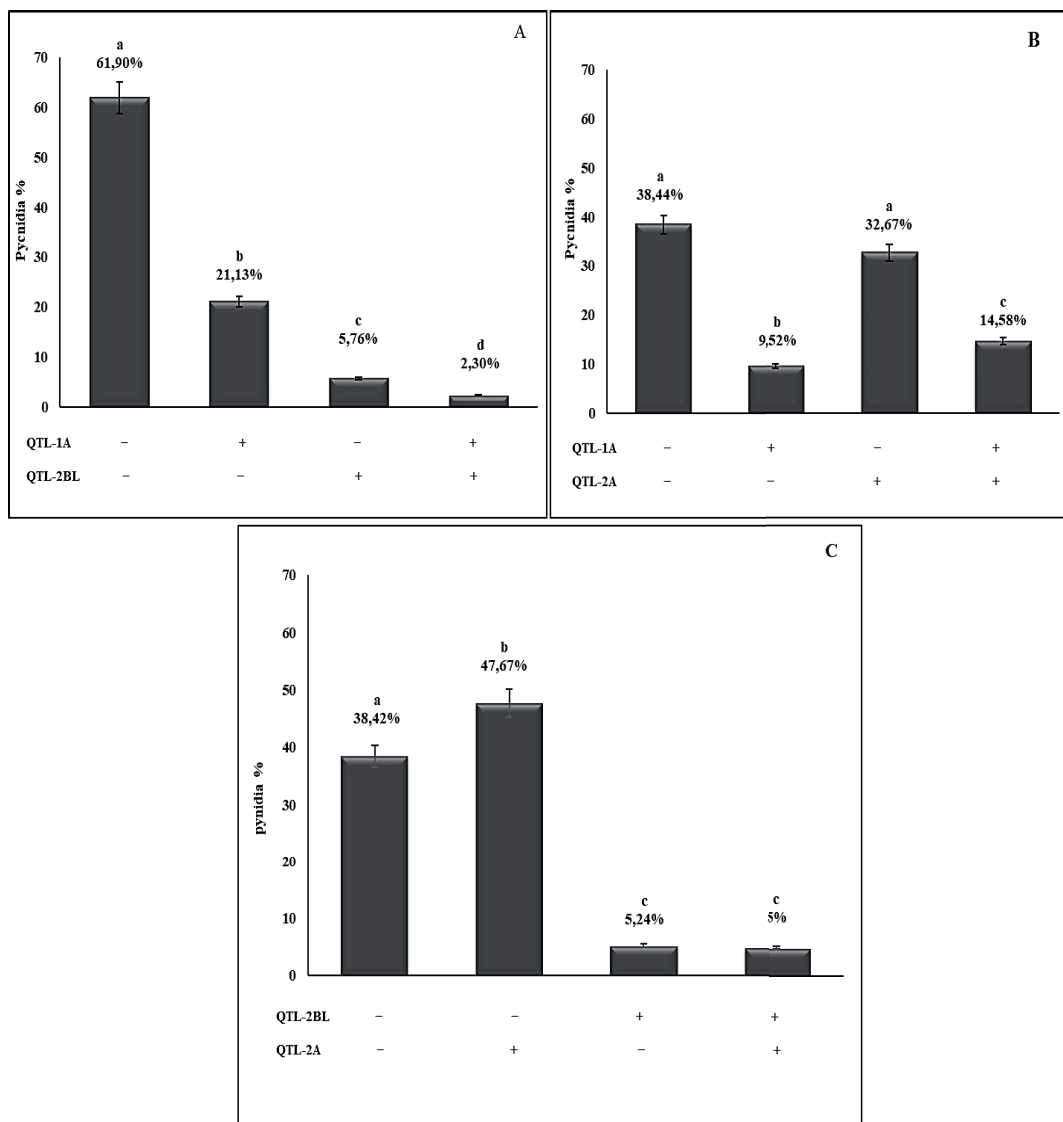 A
a
61,90%
b
21,13%
c
5,76%
d
2,30%
Pycnidia %
70
60
50
40
30
20
10
0
QTL-1A − + − +
QTL-2BL − − + +
B
a
38,44%
b
9,52%
a
32,67%
c
14,58%
Pycnidia %
70
60
50
40
30
20
10
0
QTL-1A − + − +
QTL-2A − − + +
C
a
38,42%
b
47,67%
c
5,24%
c
5%
pynidia %
70
60
50
40
30
20
10
0
QTL-2BL − − + +
QTL-2A − + − +